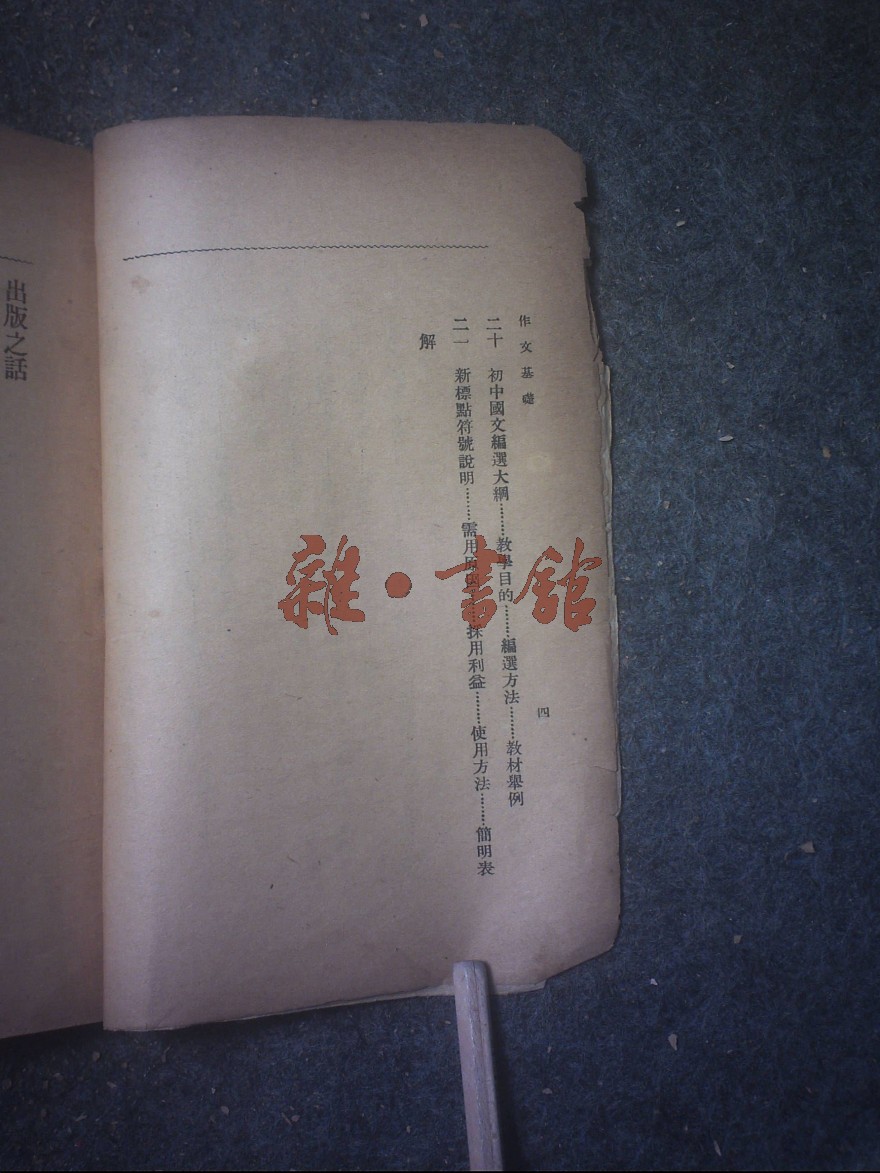 作文基礎
四
二十 初中國文編選大綱………教學目的………編選方法………教材舉例
二一 新標點符號說明………需用原………採用利益………使用方法………簡明表
解
出版之話
雜·書館